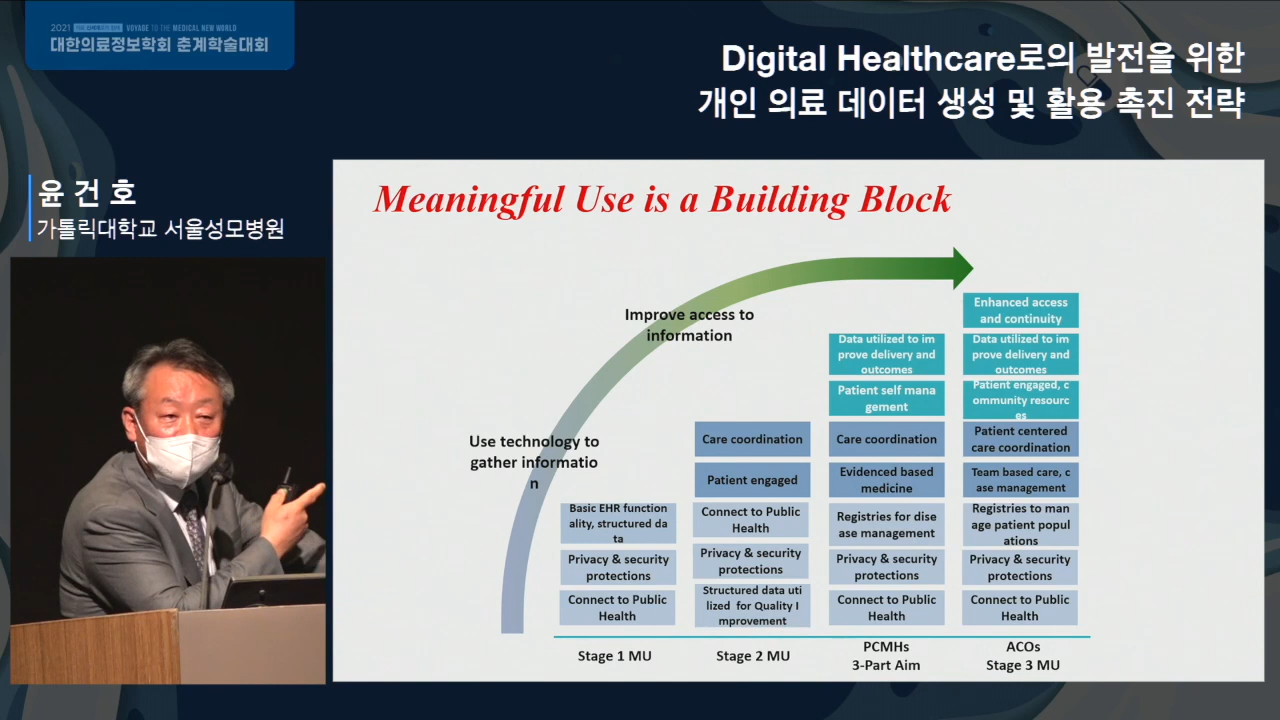 2021 VOYAGE TO THE MEDICAL NEW WORLD
대한의료정보학회 춘계학술대회
Digital Healthcare로의 발전을 위한
개인 의료 데이터 생성 및 활용 촉진 전략
윤 건 호
가톨릭대학교 서울성모병원
Meaningful Use is a Building Block
Improve access to
information
Use technology to
gather informatio
n
Basic EHR function
ality, structured da
ta
Privacy & security
protections
Connect to Public
Health
Stage 1 MU
Care coordination
Patient engaged
Connect to Public
Health
Privacy & security
protections
Structured data uti
lized for Quality I
mprovement
Stage 2 MU
Data utilized to im
prove delivery and
outcomes
Patient self mana
gement
Care coordination
Evidenced based
medicine
Registries for dise
ase management
Privacy & security
protections
Connect to Public
Health
PCMHs
3-Part Aim
Enhanced access
and continuity
Data utilized to im
prove delivery and
outcomes
Patient engaged, c
ommunity resourc
es
Patient centered
care coordination
Team based care, c
ase management
Registries to man
age patient popul
ations
Privacy & security
protections
Connect to Public
Health
ACOs
Stage 3 MU